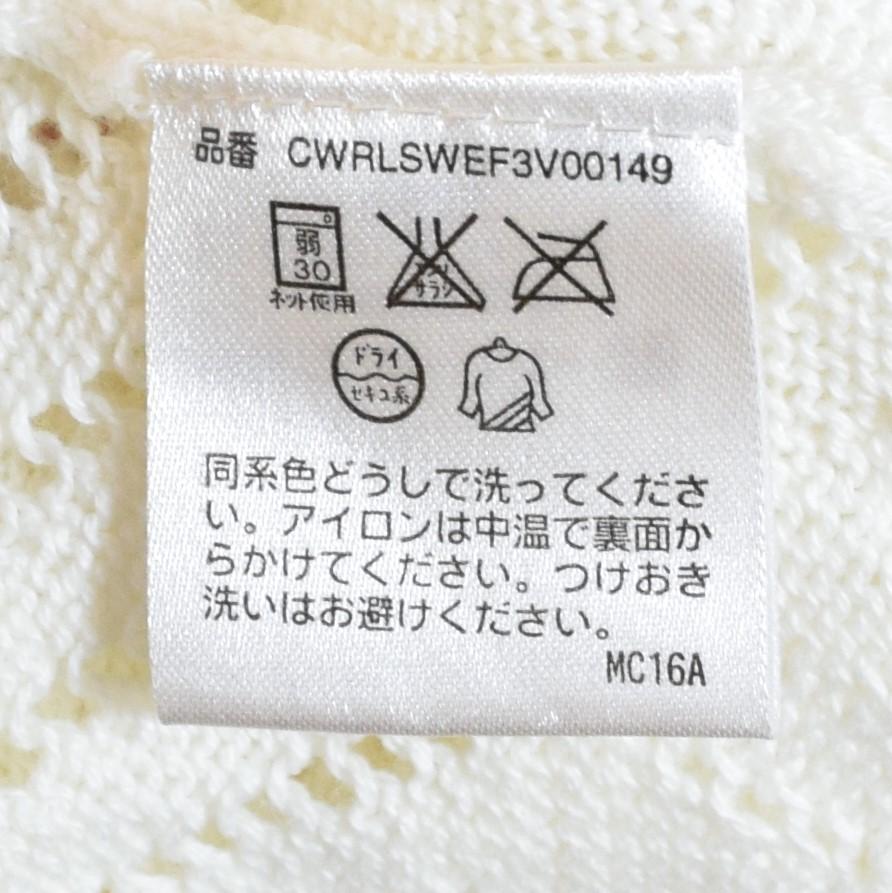 品番 CWRLSWEF3V00149
弱
30
ネット使用
エンソ
サラシ
ドライ
セキユ系
同系色どうしで洗ってくださ
い。アイロンは中温で裏面か
らかけてください。つけおき
洗いはお避けください。
MC16A